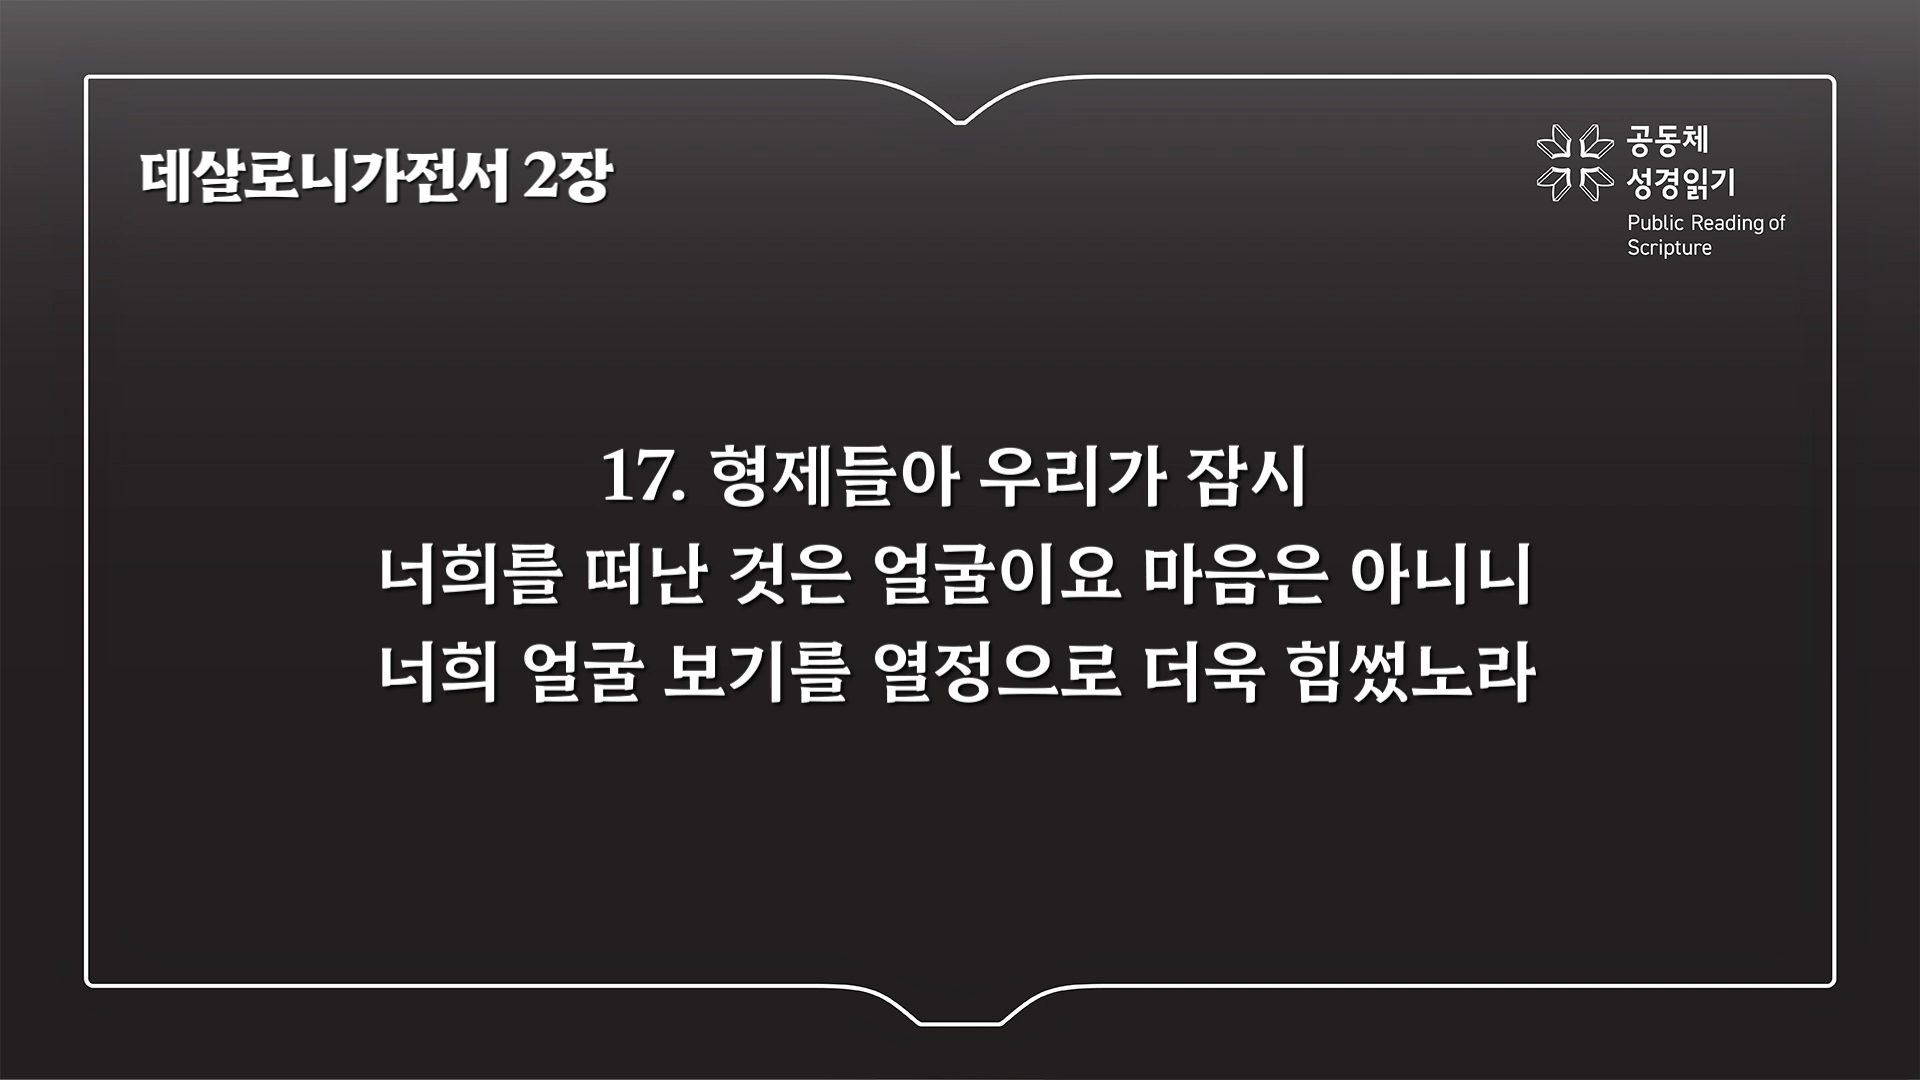 데살로니가전서 2장
공동체
성경읽기
Public Reading of
Scripture
17. 형제들아 우리가 잠시
너희를 떠난 것은 얼굴이요 마음은 아니니
너희 얼굴 보기를 열정으로 더욱 힘썼노라